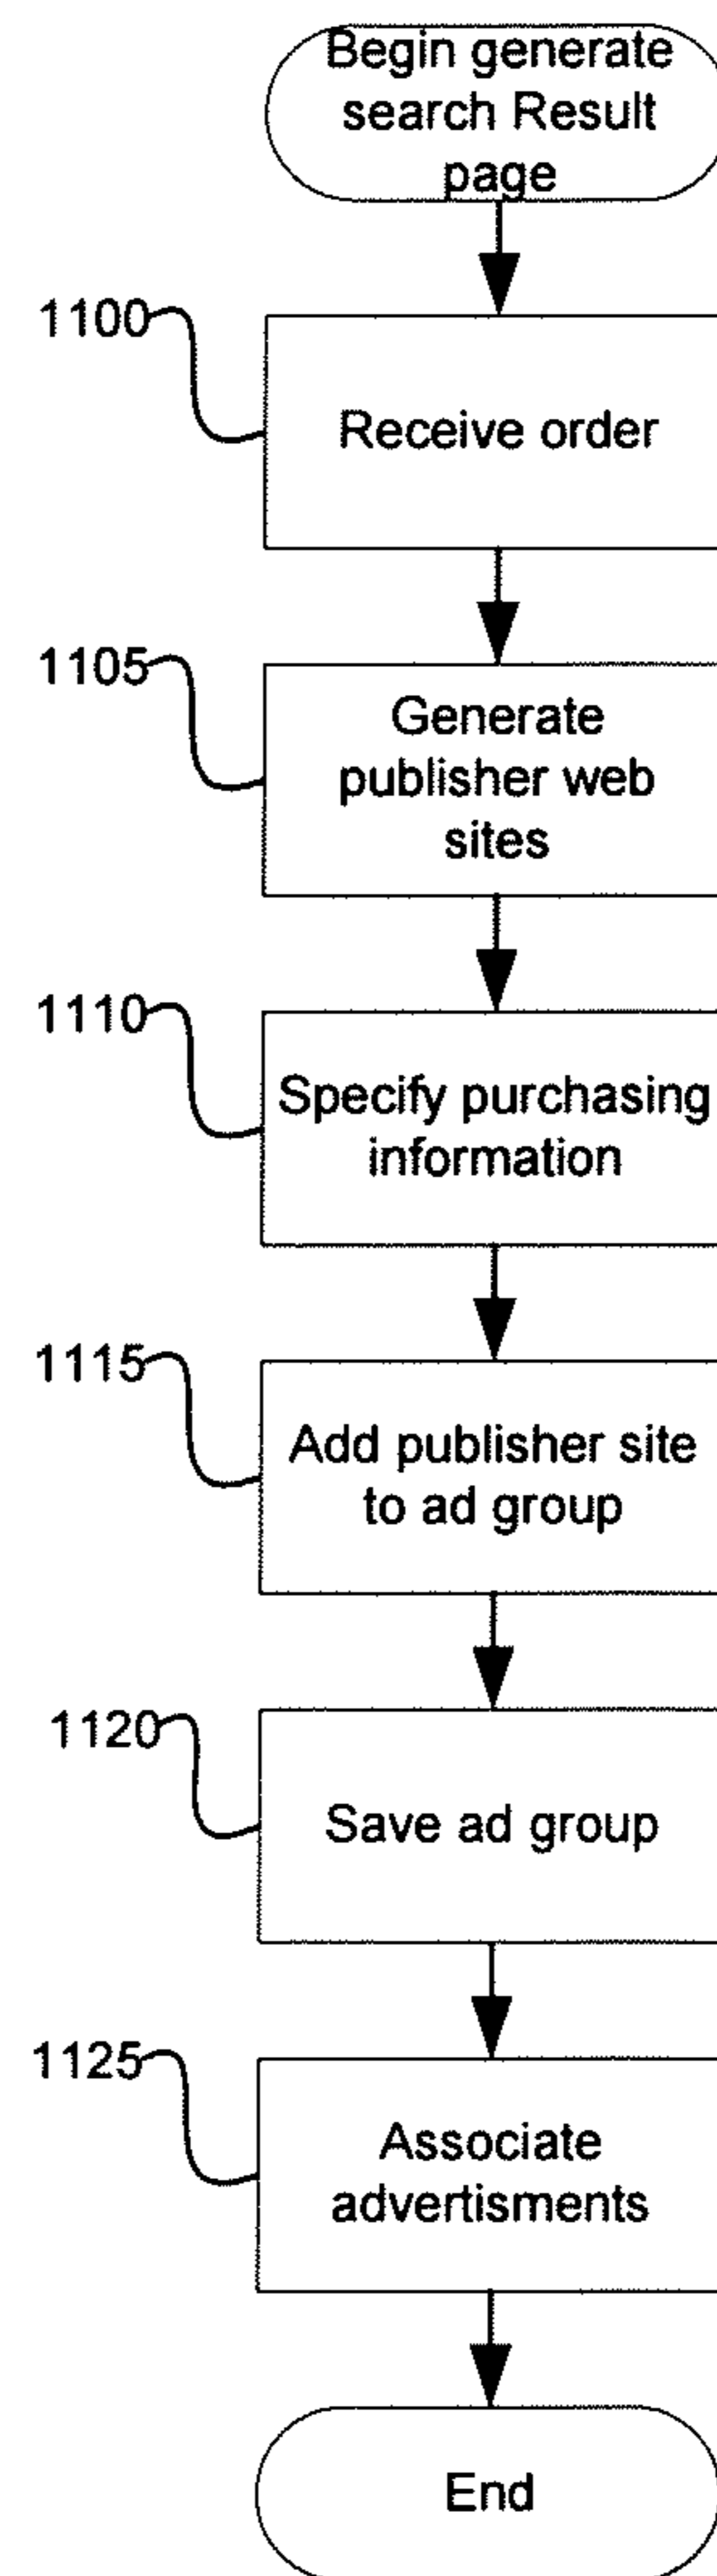 Begin generate
search Result
page
1100
Receive order
1105
Generate
publisher web
sites
1110
Specify purchasing
information
1115
Add publisher site
to ad group
1120
Save ad group
1125
Associate
advertisments
End